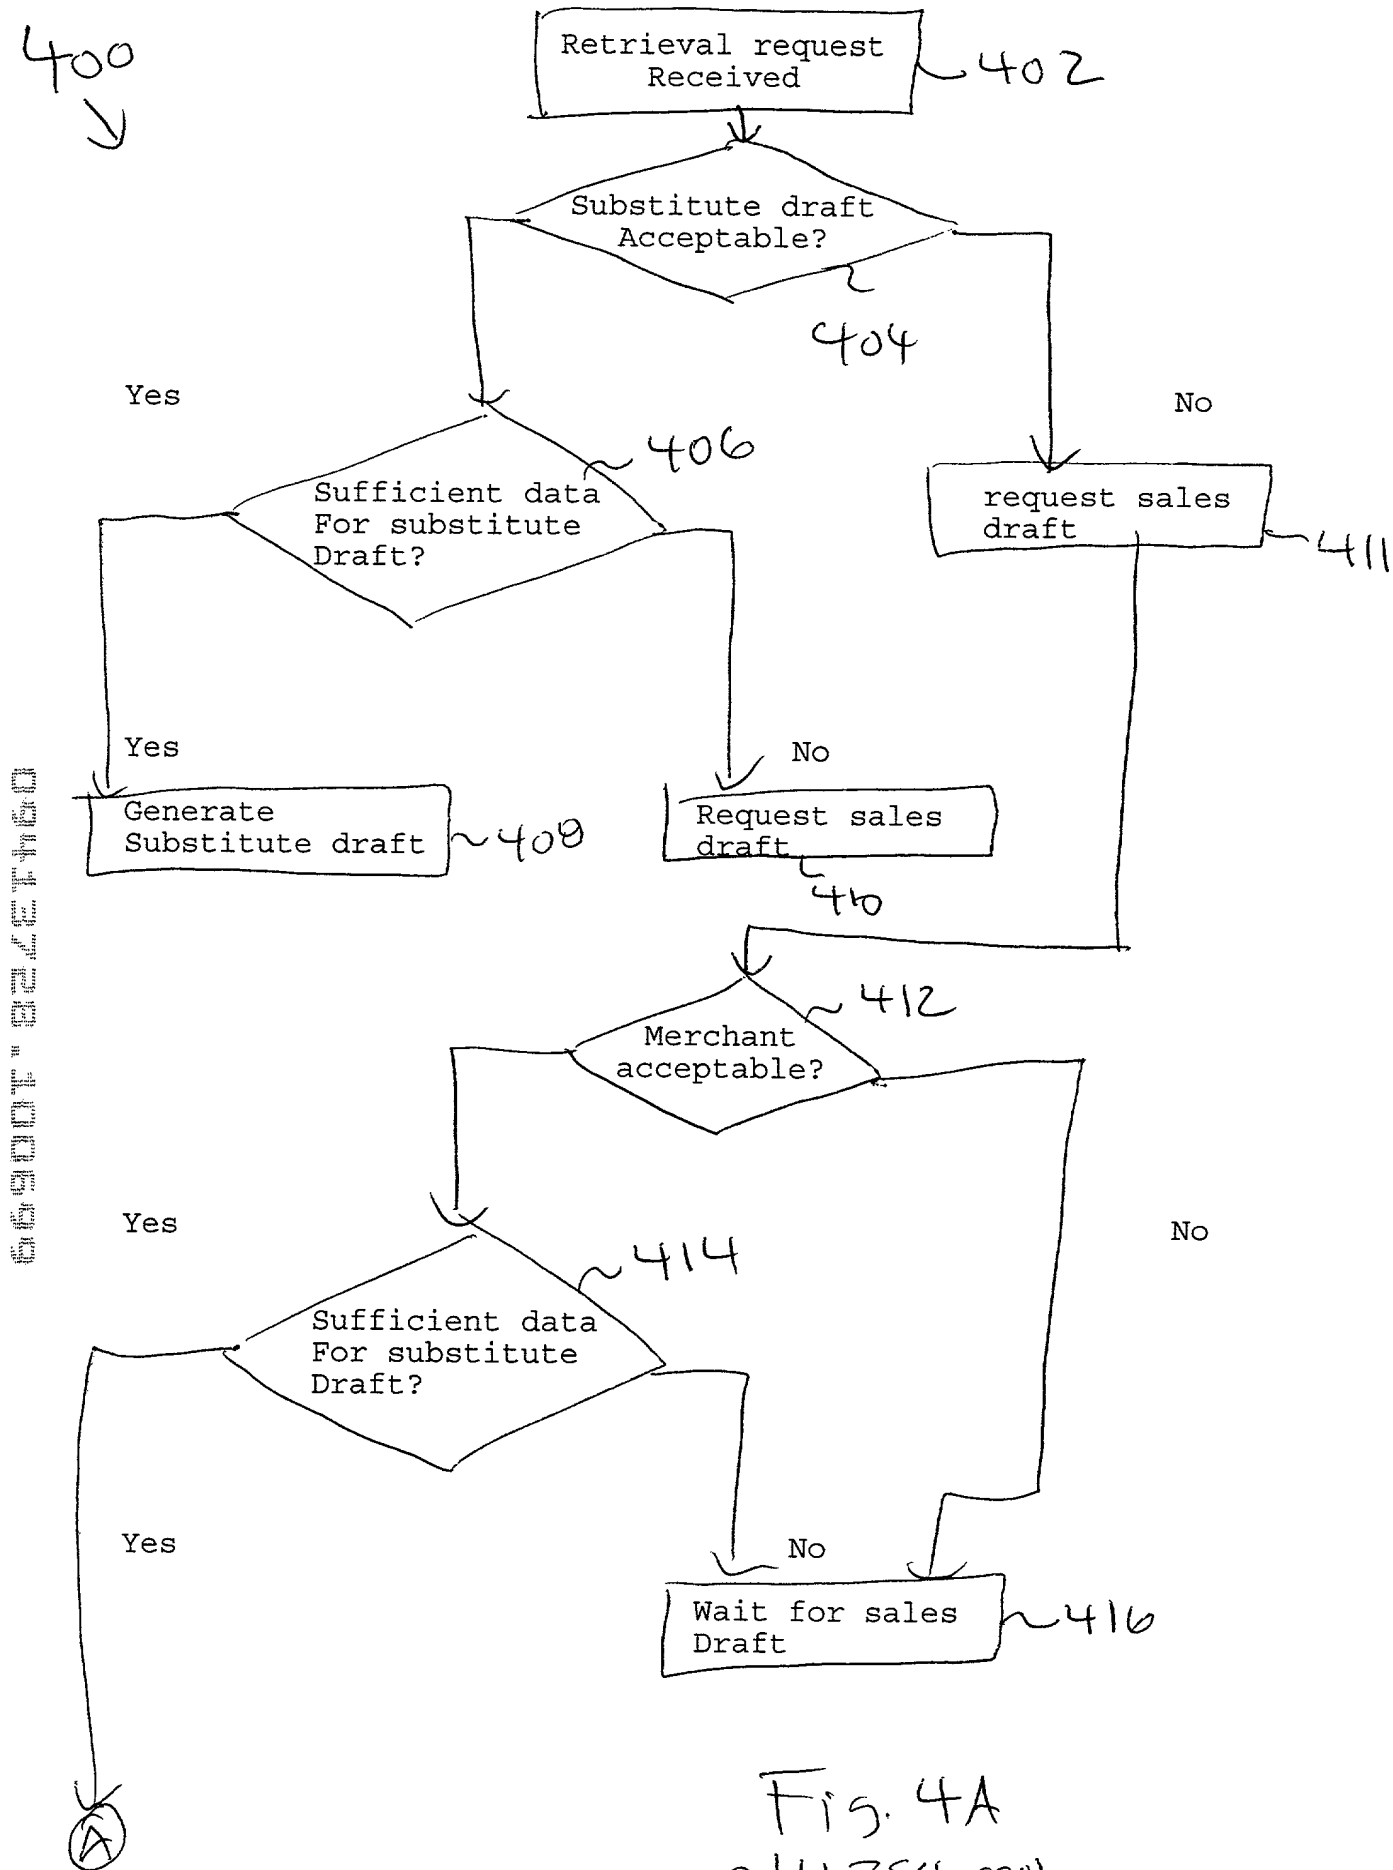 400
Retrieval request
Received
402
Substitute draft
Acceptable?
404
Yes
No
406
Sufficient data
For substitute
Draft?
request sales
draft
411
Yes
No
Generate
Substitute draft
408
Request sales
draft
410
412
Merchant
acceptable?
Yes
No
414
Sufficient data
For substitute
Draft?
Yes
No
Wait for sales
Draft
416
A
Fig. 4A
09413728.100699